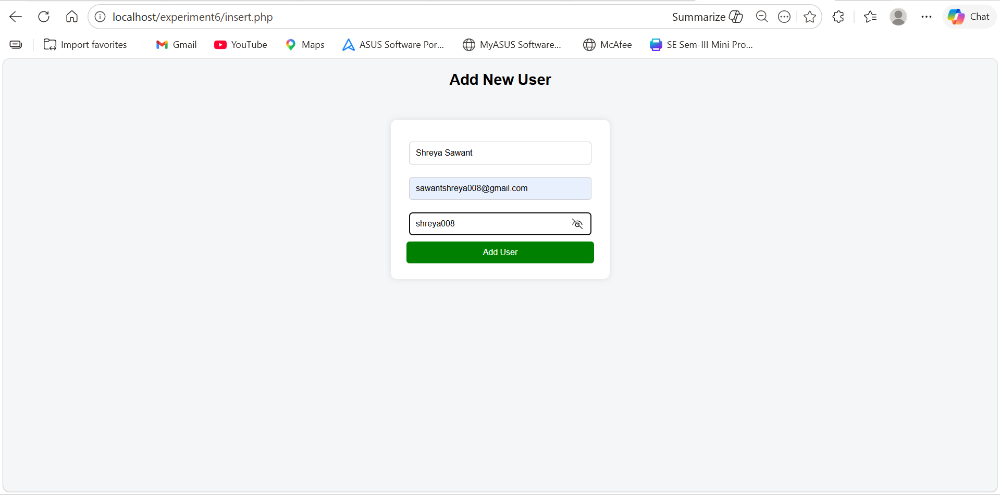 localhost/experiment6/insert.php
Summarize
Chat
Import favorites
Gmail
YouTube
Maps
ASUS Software Por...
MyASUS Software...
McAfee
SE Sem-III Mini Pro...
Add New User
Shreya Sawant
sawantshreya008@gmail.com
shreya008
Add User